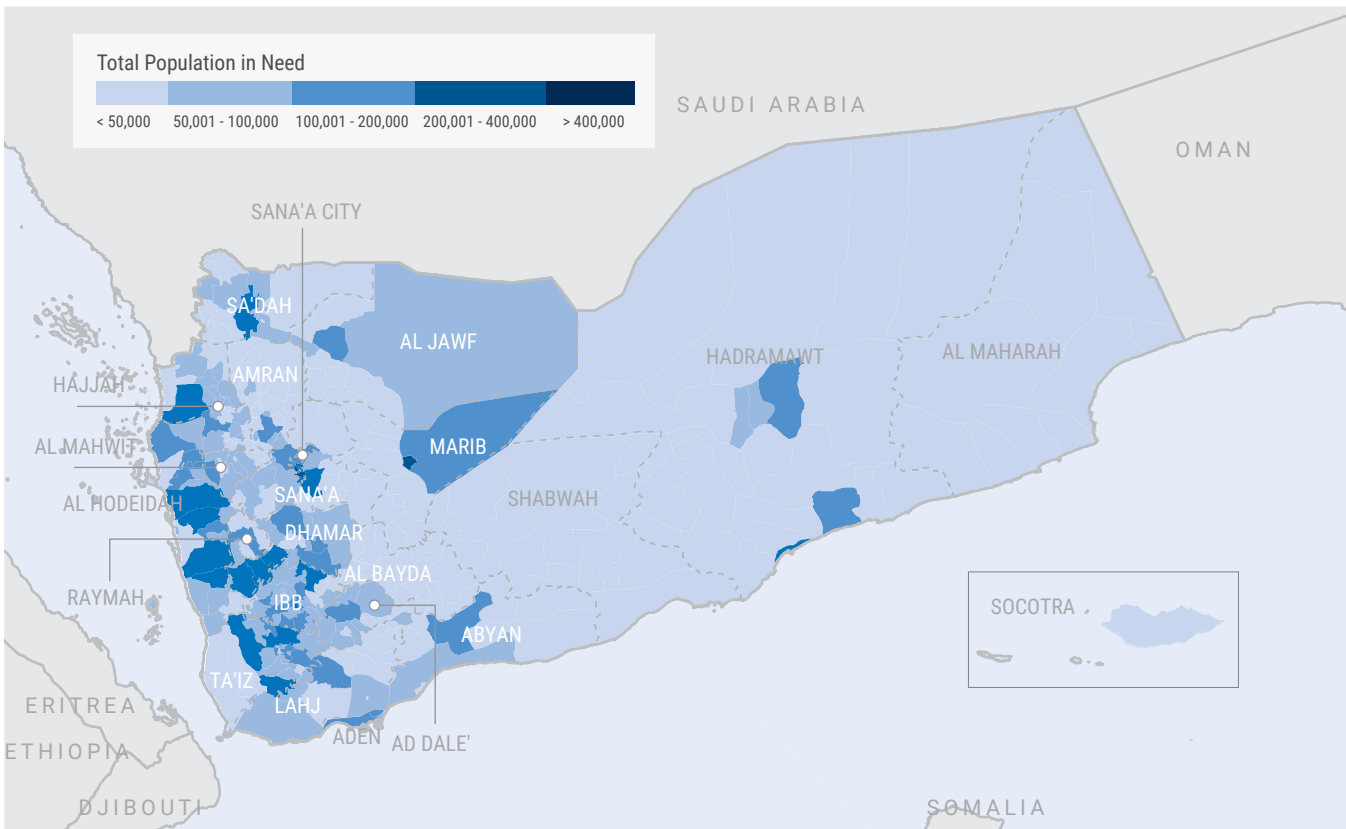 Total Population in Need
< 50,000
50,001 - 100,000
100,001 - 200,000
200,001 - 400,000
> 400,000
SAUDI ARABIA
OMAN
SANA'A CITY
SA'DAH
AL JAWF
HADRAMAWT
AL MAHARAH
HAJJAH
AMRAN
AL MAHWIT
MARIB
AL HODEIDAH
SANA'A
SHABWAH
DHAMAR
AL BAYDA
RAYMAH
IBB
SOCOTRA
ABYAN
TA'IZ
LAHJ
ERITREA
ADEN
AD DALE'
ETHIOPIA
DJIBOUTI
SOMALIA